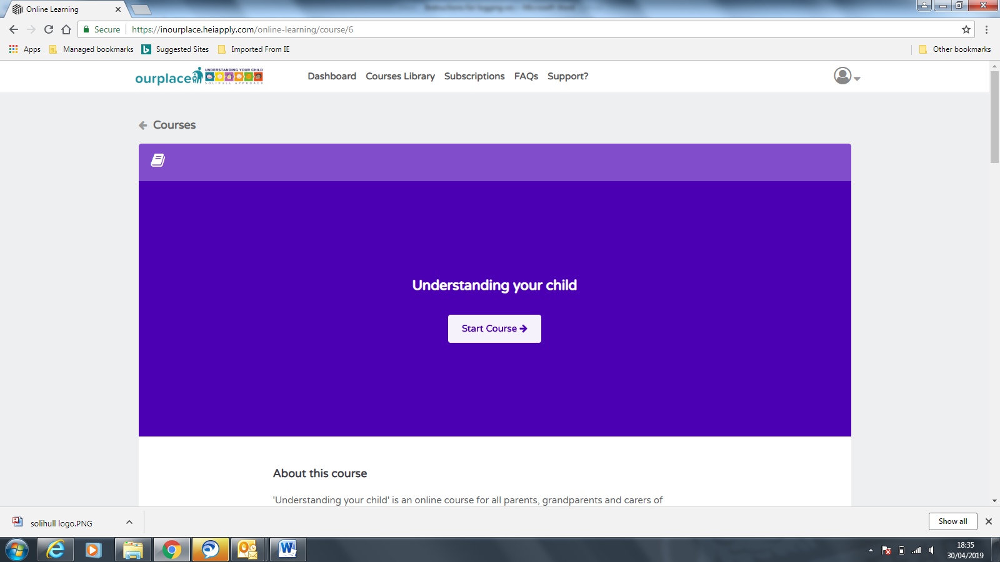 Online Learning
Secure
https://inourplace.heiapply.com/online-learning/course/6
Apps
Managed bookmarks
Suggested Sites
Imported From IE
Other bookmarks
ourplace
UNDERSTANDING YOUR CHILD
SOLIHULL APPROACH
Dashboard
Courses Library
Subscriptions
FAQs
Support?
Courses
Understanding your child
Start Course
About this course
'Understanding your child' is an online course for all parents, grandparents and carers of
solihull logo.PNG
Show all
18:35
30/04/2019